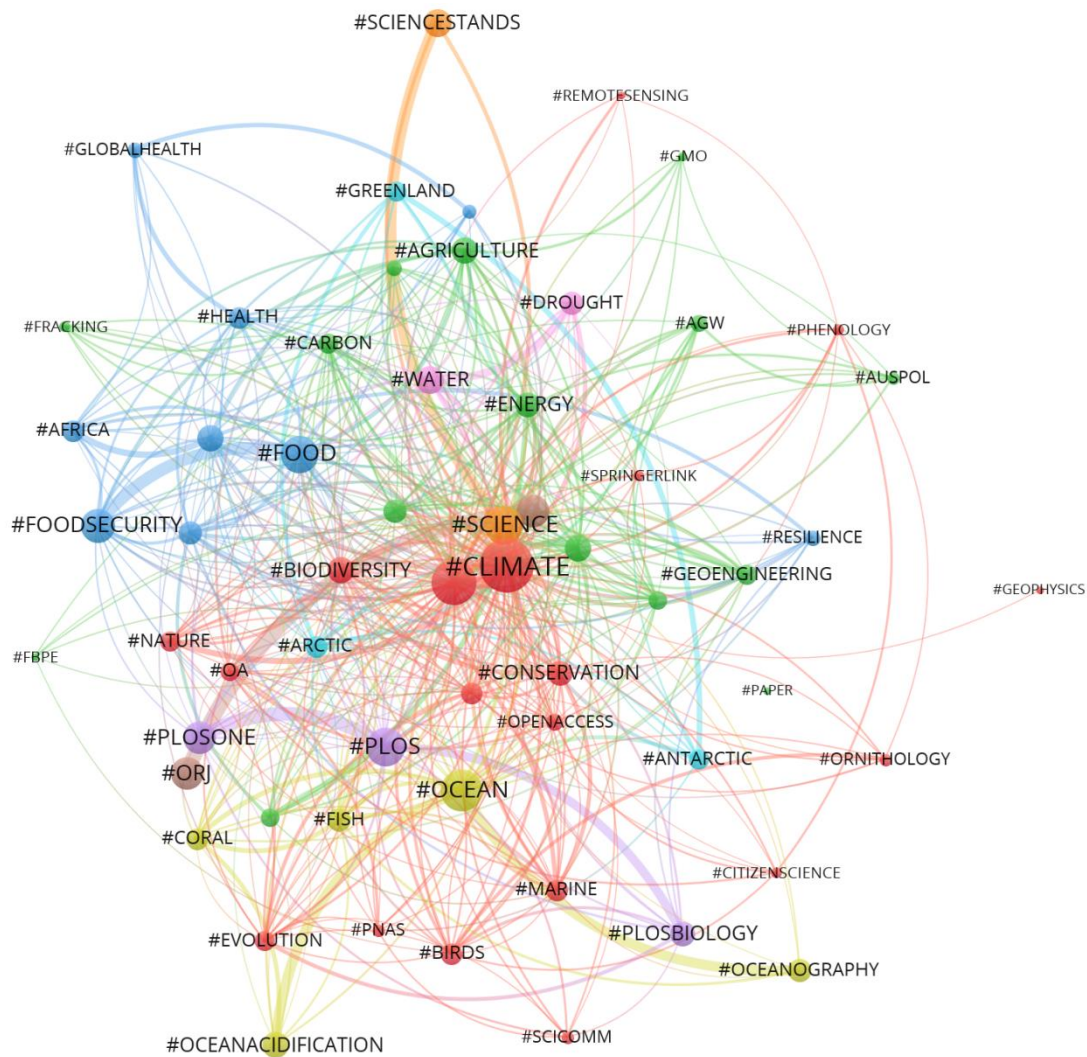 #SCIENCESTANDS
#REMOTESENSING
#GLOBALHEALTH
#GMO
#GREENLAND
#AGRICULTURE
#DROUGHT
#HEALTH
#FRACKING
#AGW
#PHENOLOGY
#CARBON
#WATER
#AUSPOL
#ENERGY
#AFRICA
#FOOD
#SPRINGERLINK
#FOODSECURITY
#SCIENCE
#RESILIENCE
#CLIMATE
#BIODIVERSITY
#GEOENGINEERING
#GEOPHYSICS
#NATURE
#ARCTIC
#FBPE
#OA
#CONSERVATION
#PAPER
#OPENACCESS
#PLOSONE
#PLOS
#ANTARCTIC
#ORNITHOLOGY
#ORJ
#OCEAN
#FISH
#CORAL
#CITIZENSCIENCE
#MARINE
#PNAS
#PLOSBIOLOGY
#EVOLUTION
#BIRDS
#OCEANOGRAPHY
#SCICOMM
#OCEANACIDIFICATION